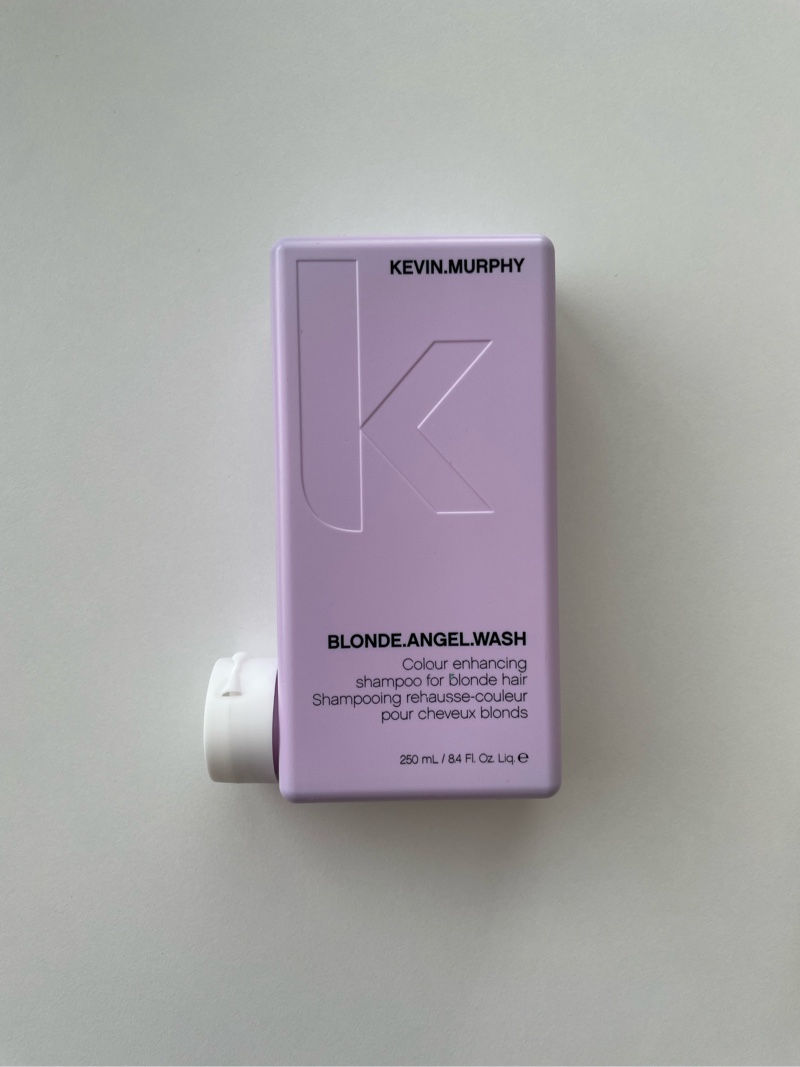 KEVIN.MURPHY
k
BLONDE.ANGEL.WASH
Colour enhancing
shampoo for blonde hair
Shampooing rehausse-couleur
pour cheveux blonds
250 mL / 8.4 Fl. Oz. Liq. ℮